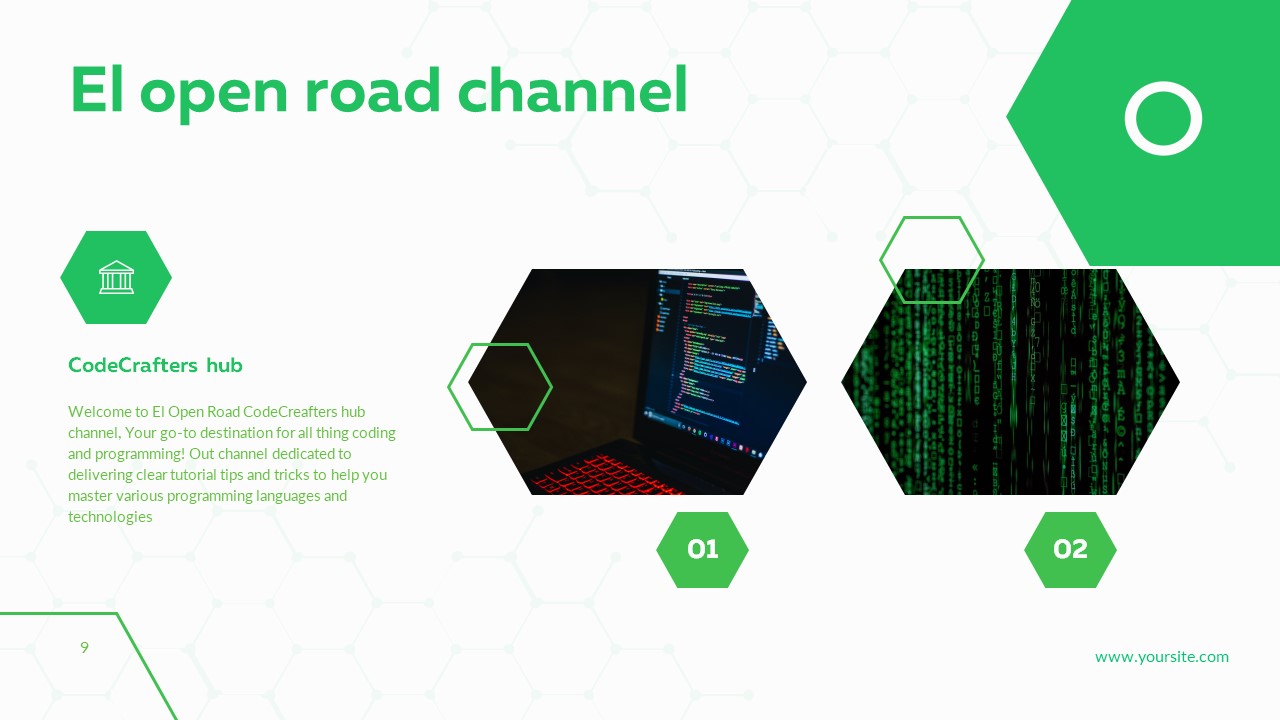 El open road channel
CodeCrafters hub
Welcome to El Open Road CodeCreafters hub
channel, Your go-to destination for all thing coding
and programming! Out channel dedicated to
delivering clear tutorial tips and tricks to help you
master various programming languages and
technologies
01
02
9
www.yoursite.com